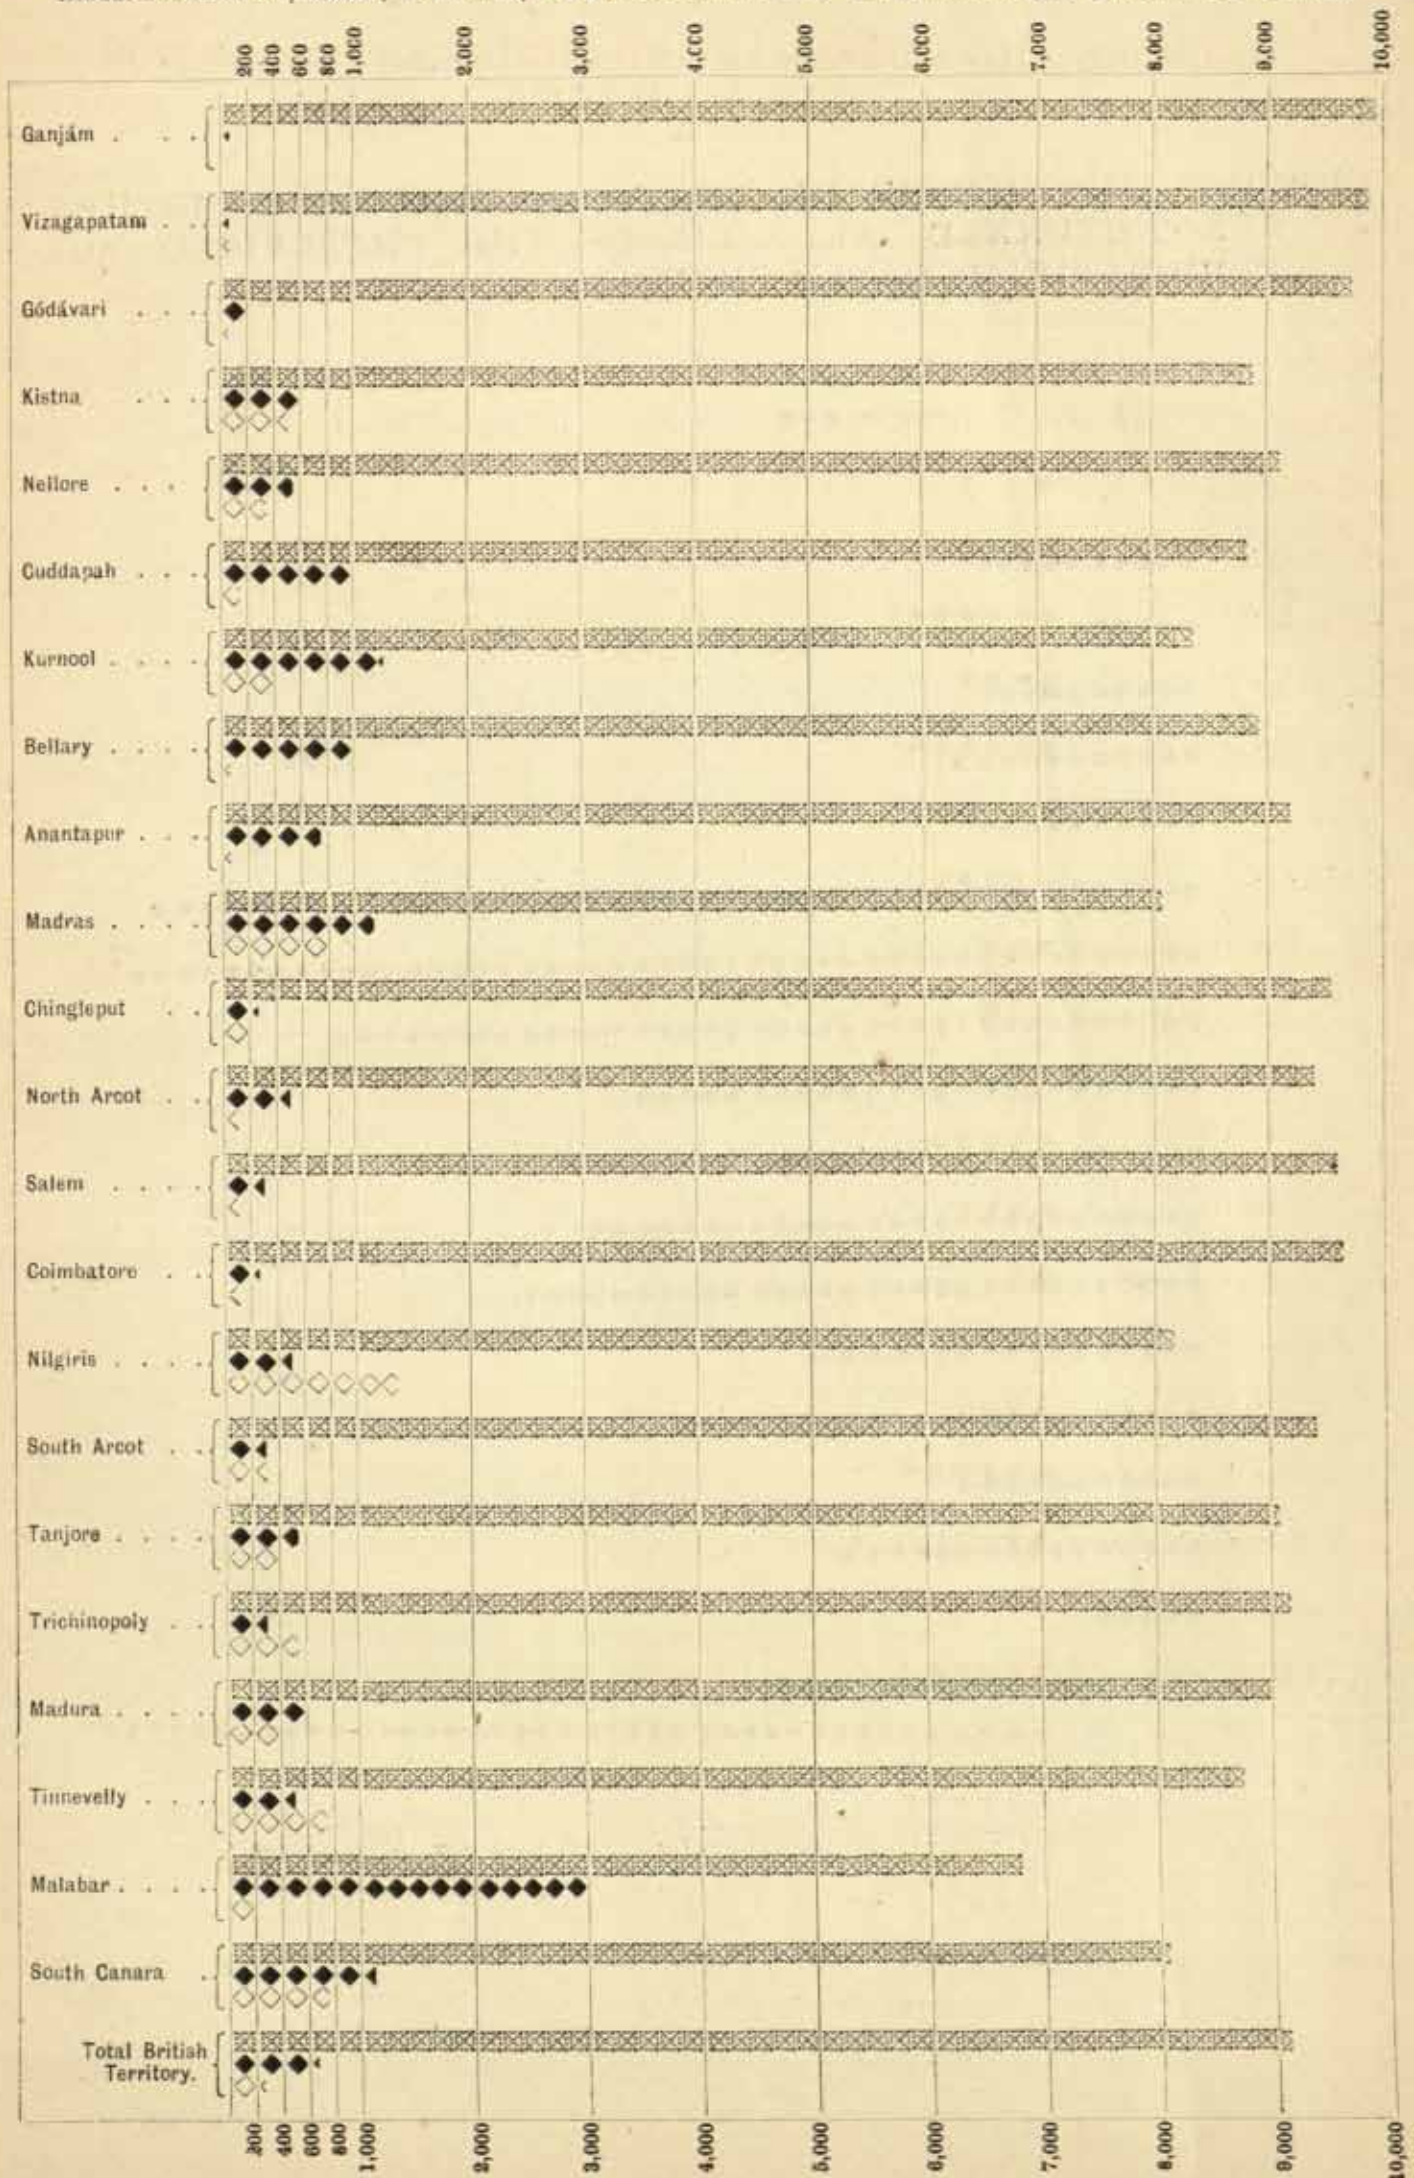 200 400 600 800 1,000 2,000 3,000 4,000 5,000 6,000 7,000 8,000 9,000 10,000
Ganjám
Vizagapatam
Gódávari
Kistna
Nellore
Cuddapah
Kurnool
Bellary
Anantapur
Madras
Chingleput
North Arcot
Salem
Coimbatore
Nilgiris
South Arcot
Tanjore
Trichinopoly
Madura
Tinnevelly
Malabar
South Canara
Total British
Territory.
200 400 600 800 1,000 2,000 3,000 4,000 5,000 6,000 7,000 8,000 9,000 10,000